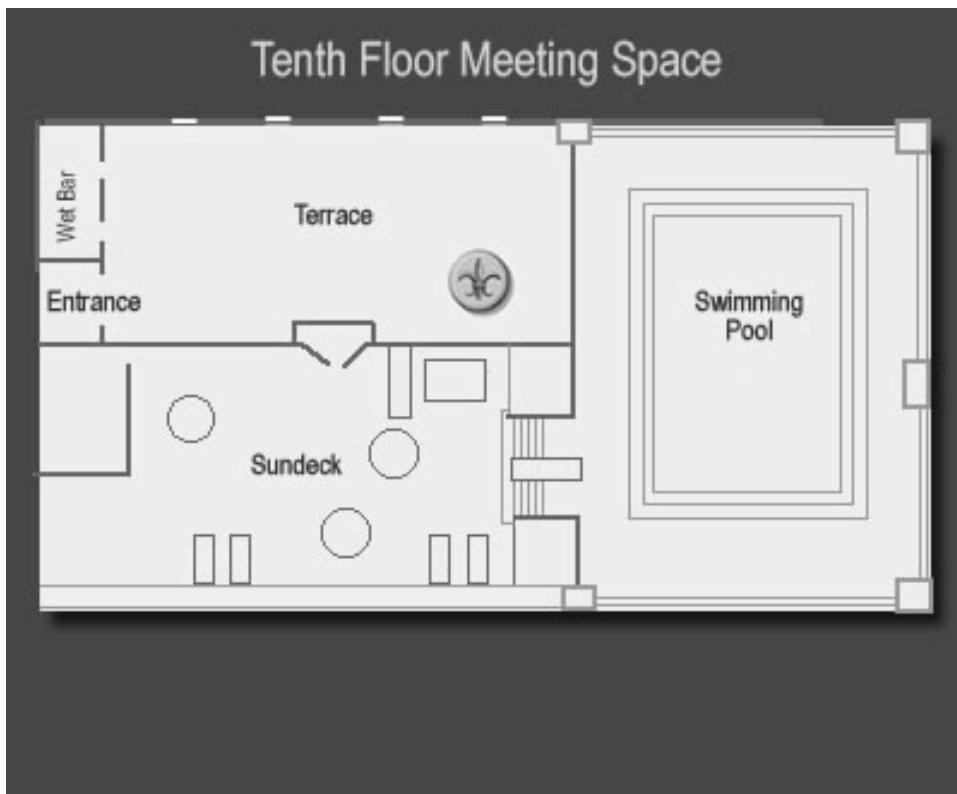 Tenth Floor Meeting Space
Wet Bar
Terrace
Entrance
Swimming
Pool
Sundeck